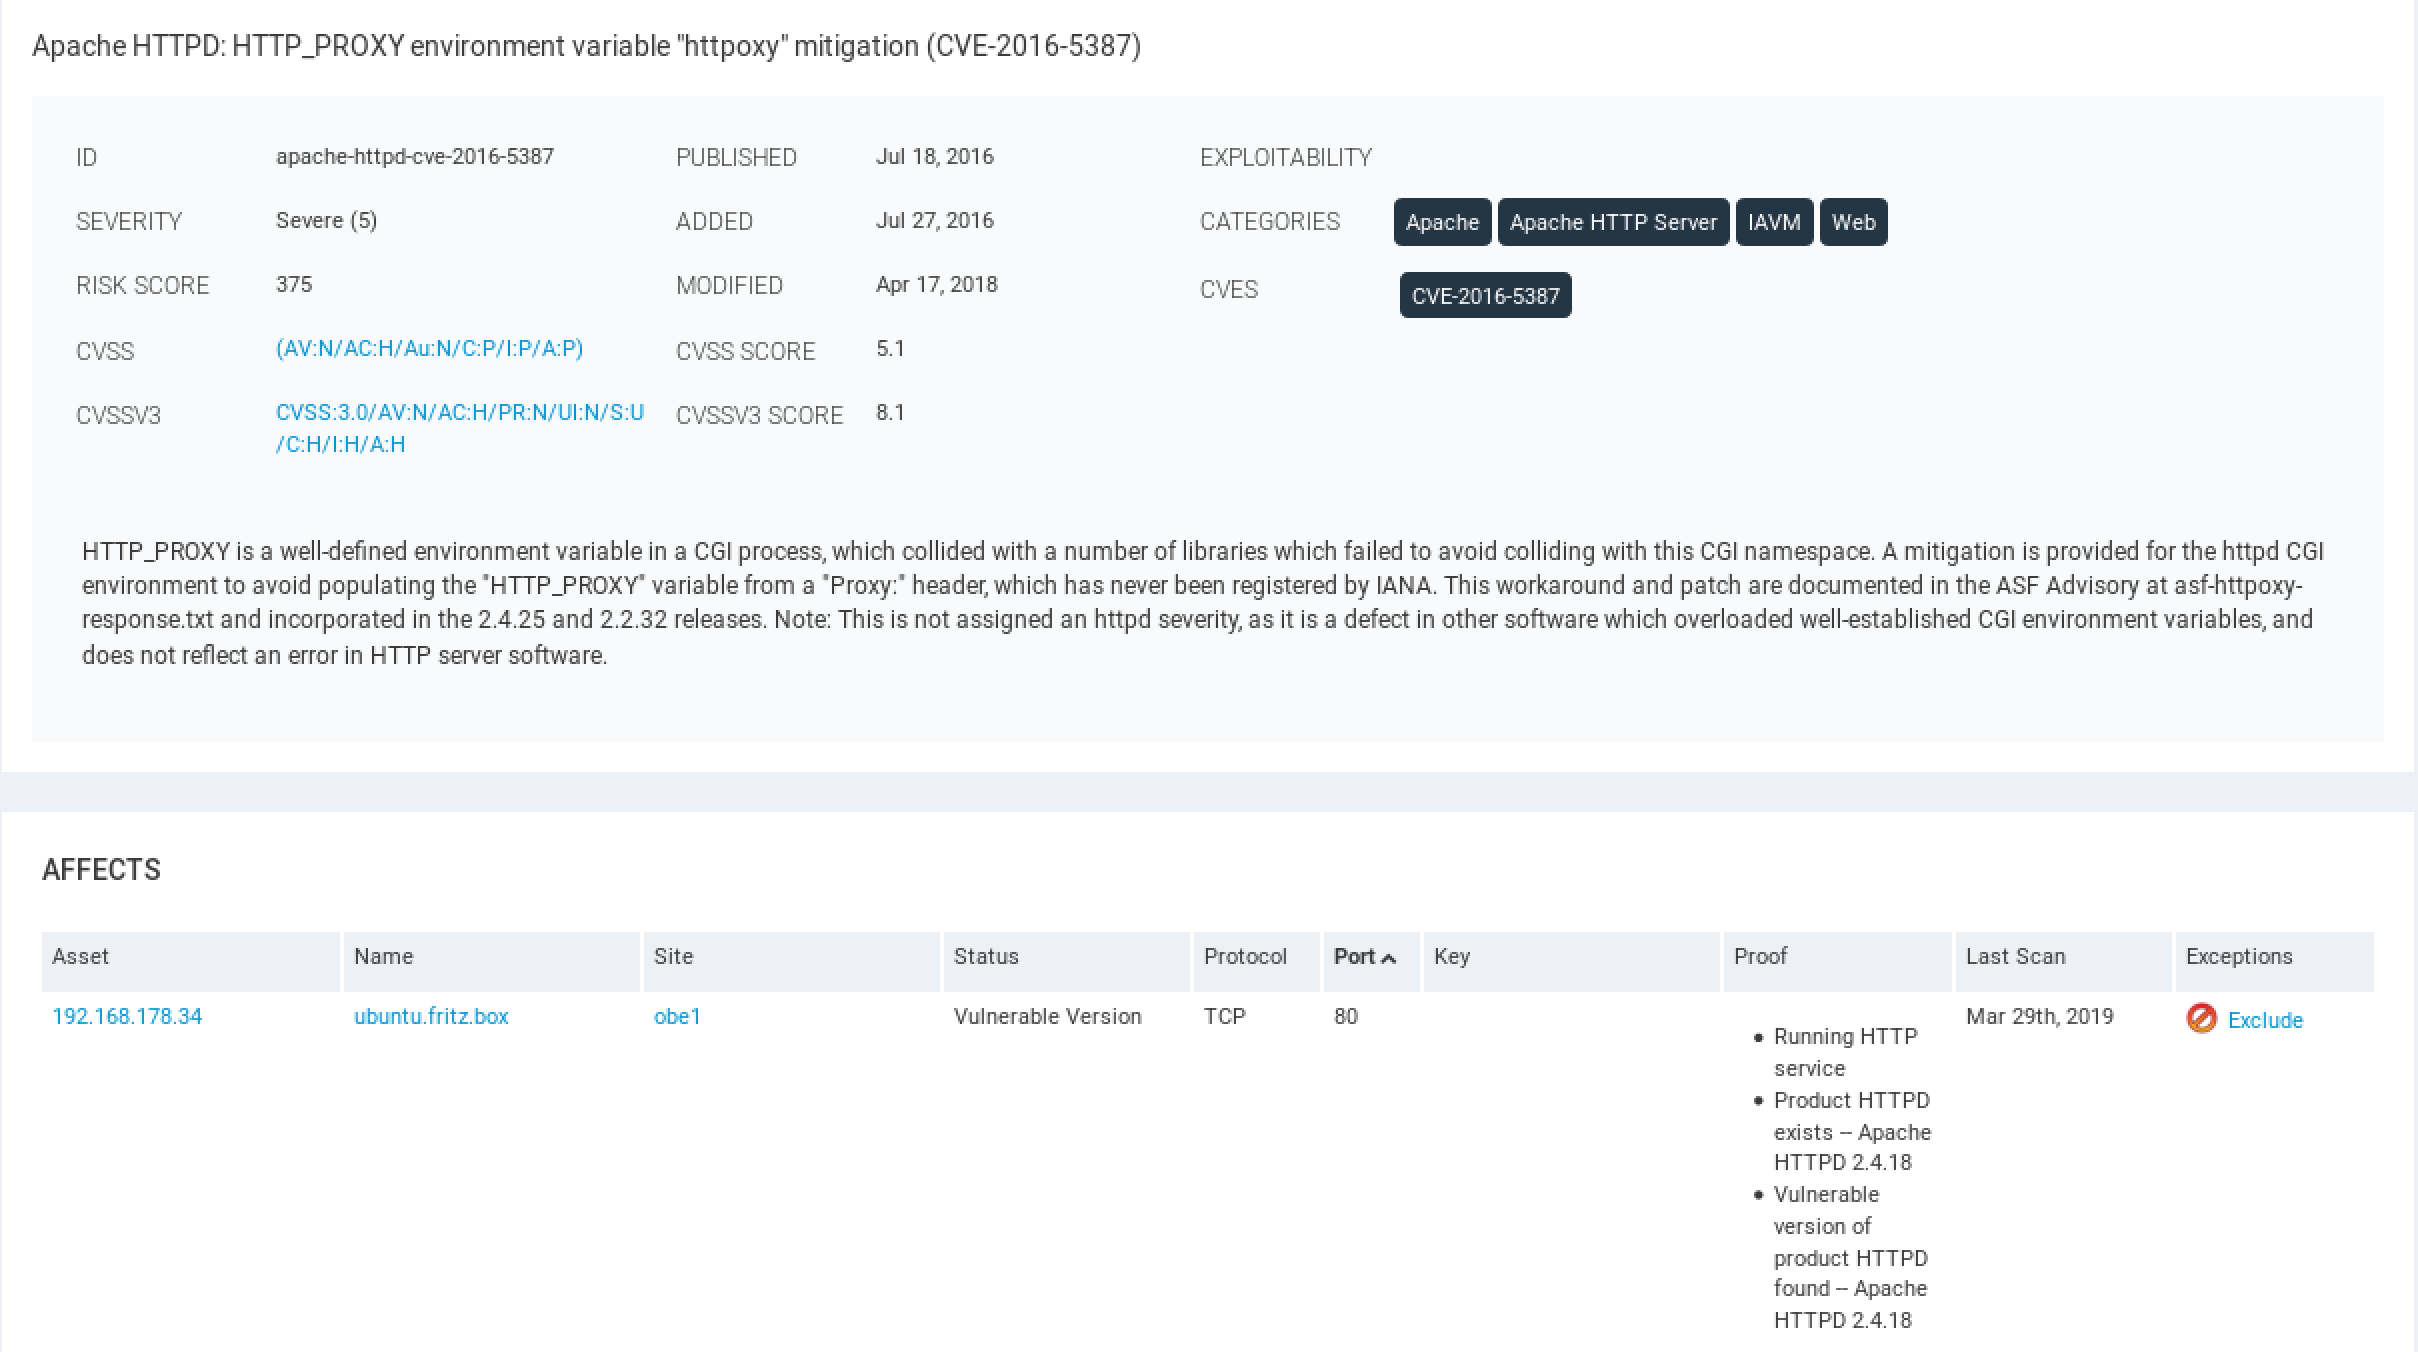 Apache HTTPD: HTTP_PROXY environment variable "httpoxy" mitigation (CVE-2016-5387)
ID apache-httpd-cve-2016-5387 PUBLISHED Jul 18, 2016 EXPLOITABILITY
SEVERITY Severe (5) ADDED Jul 27, 2016 CATEGORIES Apache Apache HTTP Server IAVM Web
RISK SCORE 375 MODIFIED Apr 17, 2018 CVES CVE-2016-5387
CVSS (AV:N/AC:H/Au:N/C:P/I:P/A:P) CVSS SCORE 5.1
CVSSV3 CVSS:3.0/AV:N/AC:H/PR:N/UI:N/S:U CVSSV3 SCORE 8.1
/C:H/I:H/A:H
HTTP_PROXY is a well-defined environment variable in a CGI process, which collided with a number of libraries which failed to avoid colliding with this CGI namespace. A mitigation is provided for the httpd CGI
environment to avoid populating the "HTTP_PROXY" variable from a "Proxy:" header, which has never been registered by IANA. This workaround and patch are documented in the ASF Advisory at asf-httpoxy-
response.txt and incorporated in the 2.4.25 and 2.2.32 releases. Note: This is not assigned an httpd severity, as it is a defect in other software which overloaded well-established CGI environment variables, and
does not reflect an error in HTTP server software.
AFFECTS
Asset Name Site Status Protocol Port Key Proof Last Scan Exceptions
192.168.178.34 ubuntu.fritz.box obe1 Vulnerable Version TCP 80 Mar 29th, 2019 Exclude
• Running HTTP
service
• Product HTTPD
exists – Apache
HTTPD 2.4.18
• Vulnerable
version of
product HTTPD
found – Apache
HTTPD 2.4.18